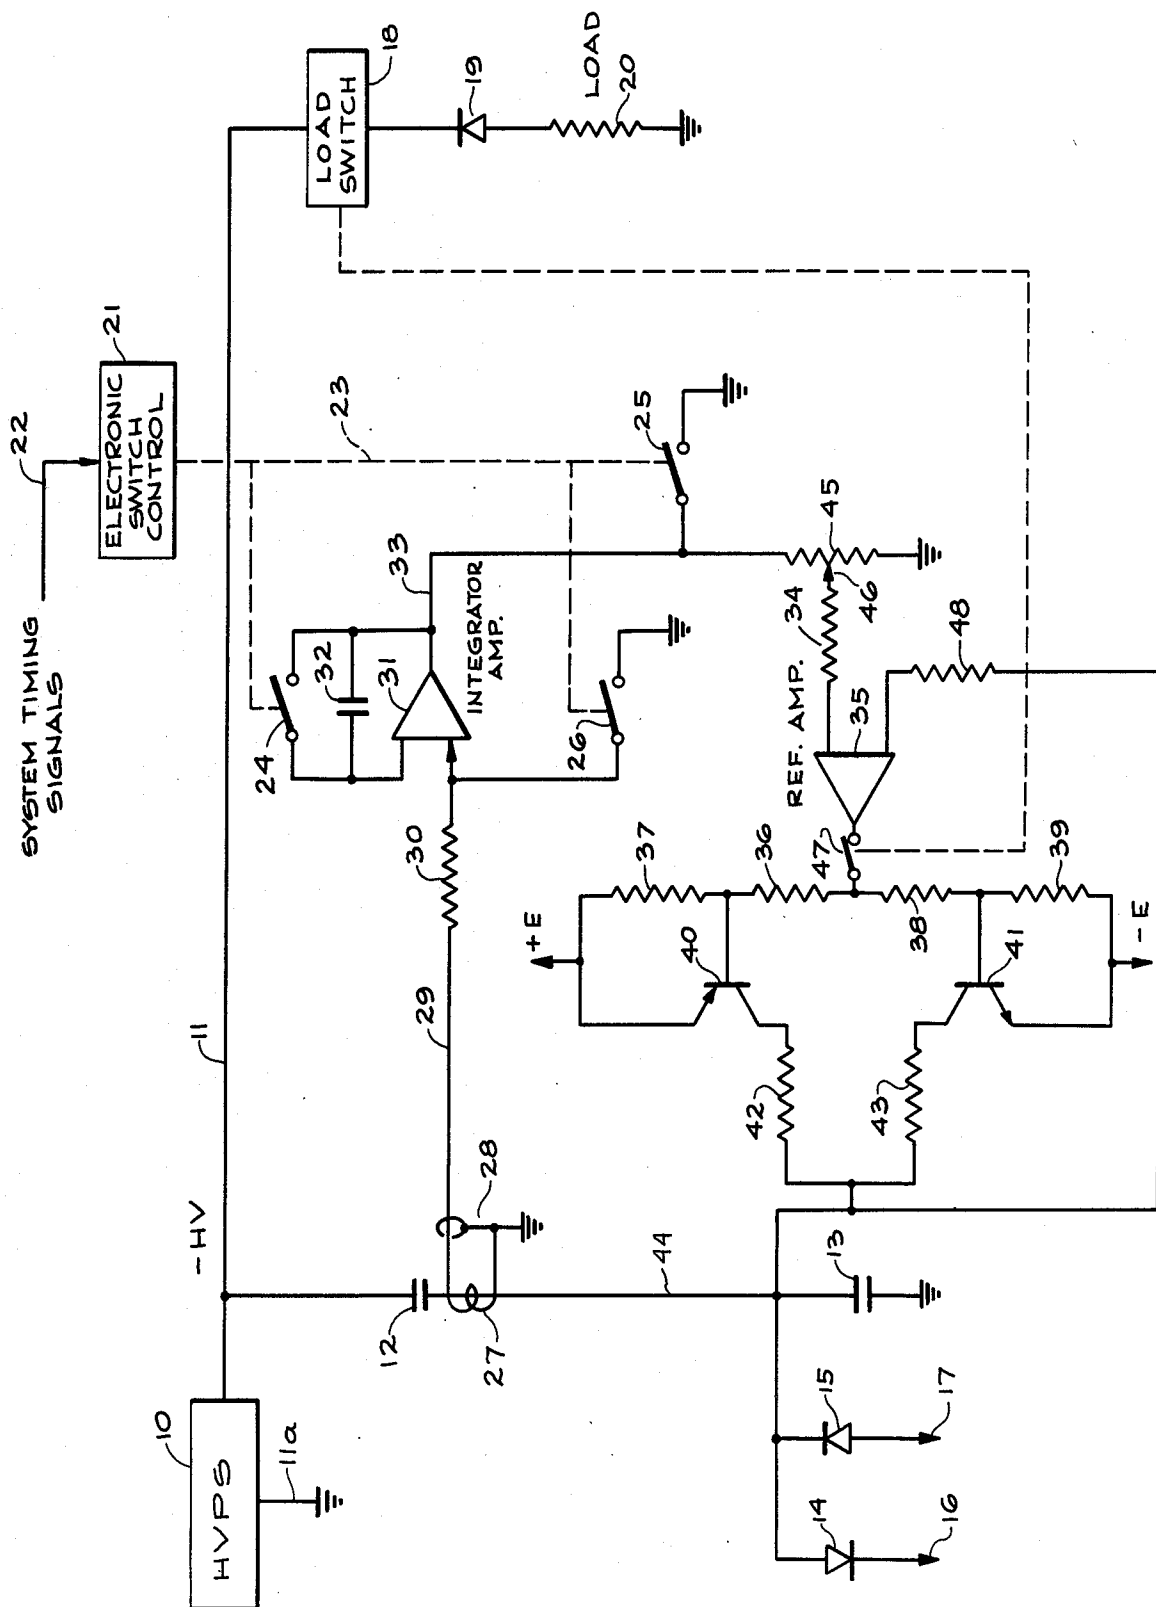 SYSTEM TIMING
SIGNALS
22
ELECTRONIC
SWITCH
CONTROL
21
10
HVPS
11a
-HV
11
LOAD
SWITCH
18
19
LOAD
20
23
24
32
31
33
INTEGRATOR
AMP.
25
26
12
27
28
29
30
44
13
14
15
16
17
+E
37
40
36
42
43
38
41
39
-E
47
REF. AMP.
35
34
46
45
48